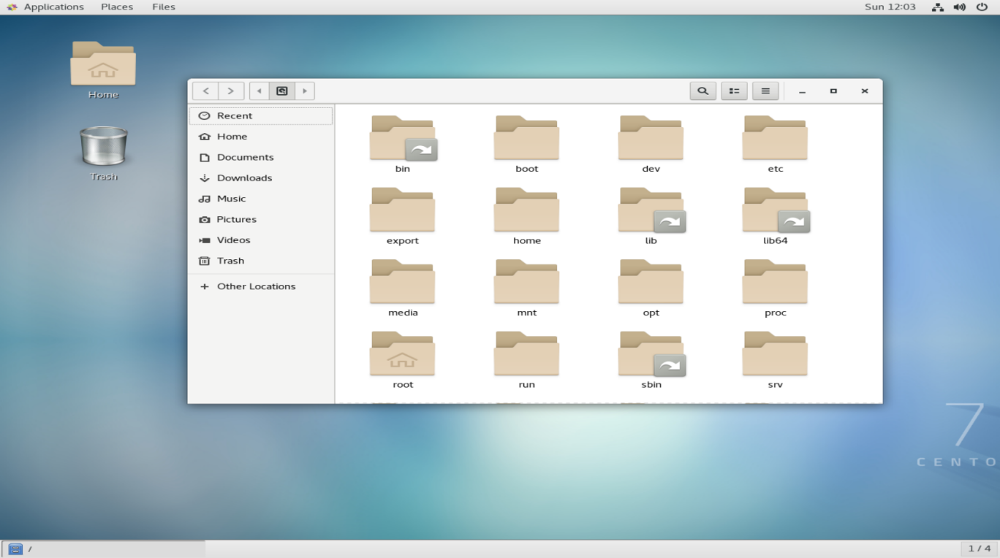 Applications Places Files Sun 12:03
Home
Trash
Recent
Home
Documents
Downloads
Music
Pictures
Videos
Trash
Other Locations
bin boot dev etc
export home lib lib64
media mnt opt proc
root run sbin srv
7
CENTO
/
1 / 4